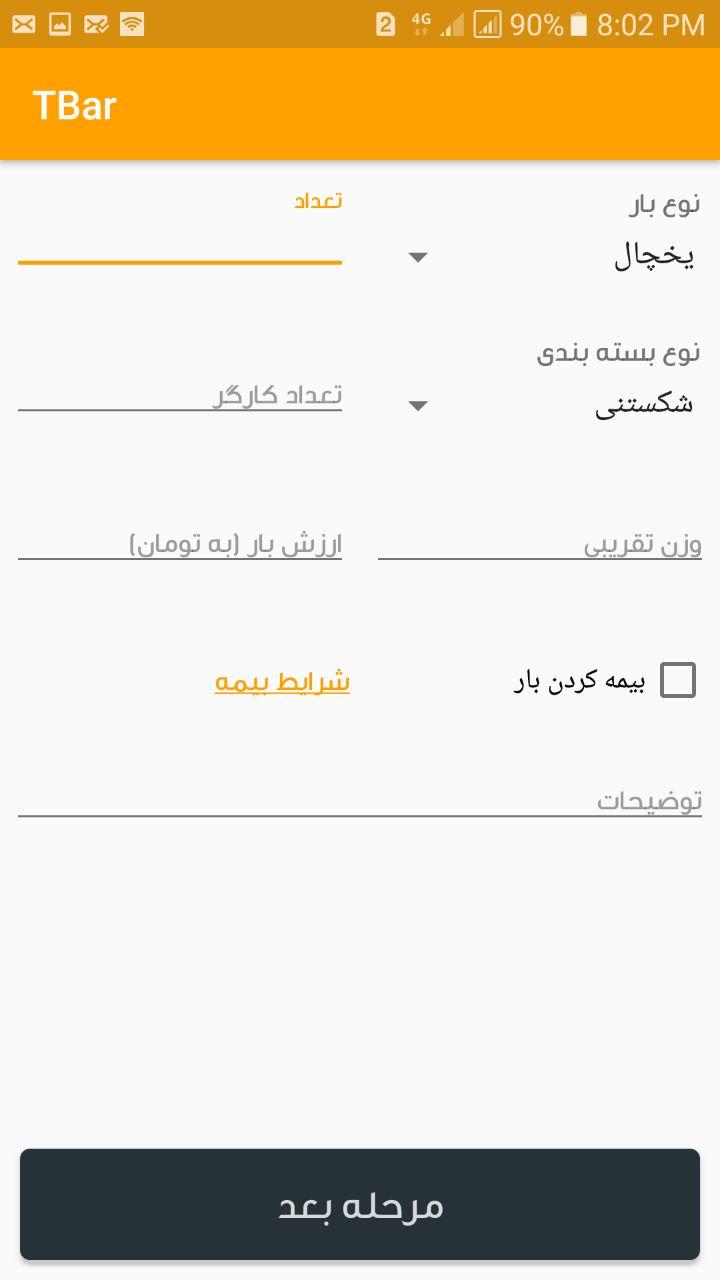 2 4G 90% 8:02 PM
TBar
نوع بار
تعداد
یخچال
نوع بسته بندی
تعداد کارگر
شکستنی
وزن تقریبی
ارزش بار (به تومان)
بیمه کردن بار
شرایط بیمه
توضیحات
مرحله بعد